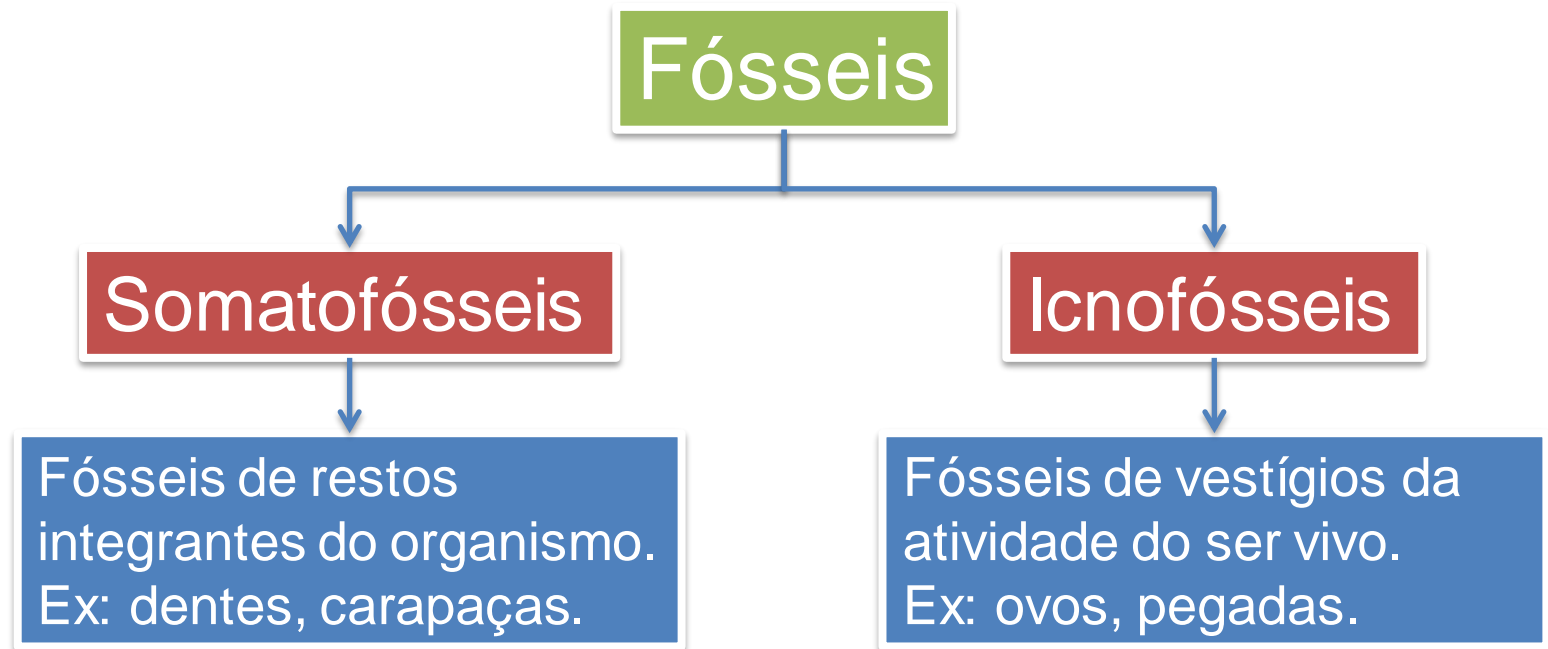 Fósseis
Somatofósseis
Icnofósseis
Fósseis de restos
integrantes do organismo.
Ex: dentes, carapaças.
Fósseis de vestígios da
atividade do ser vivo.
Ex: ovos, pegadas.